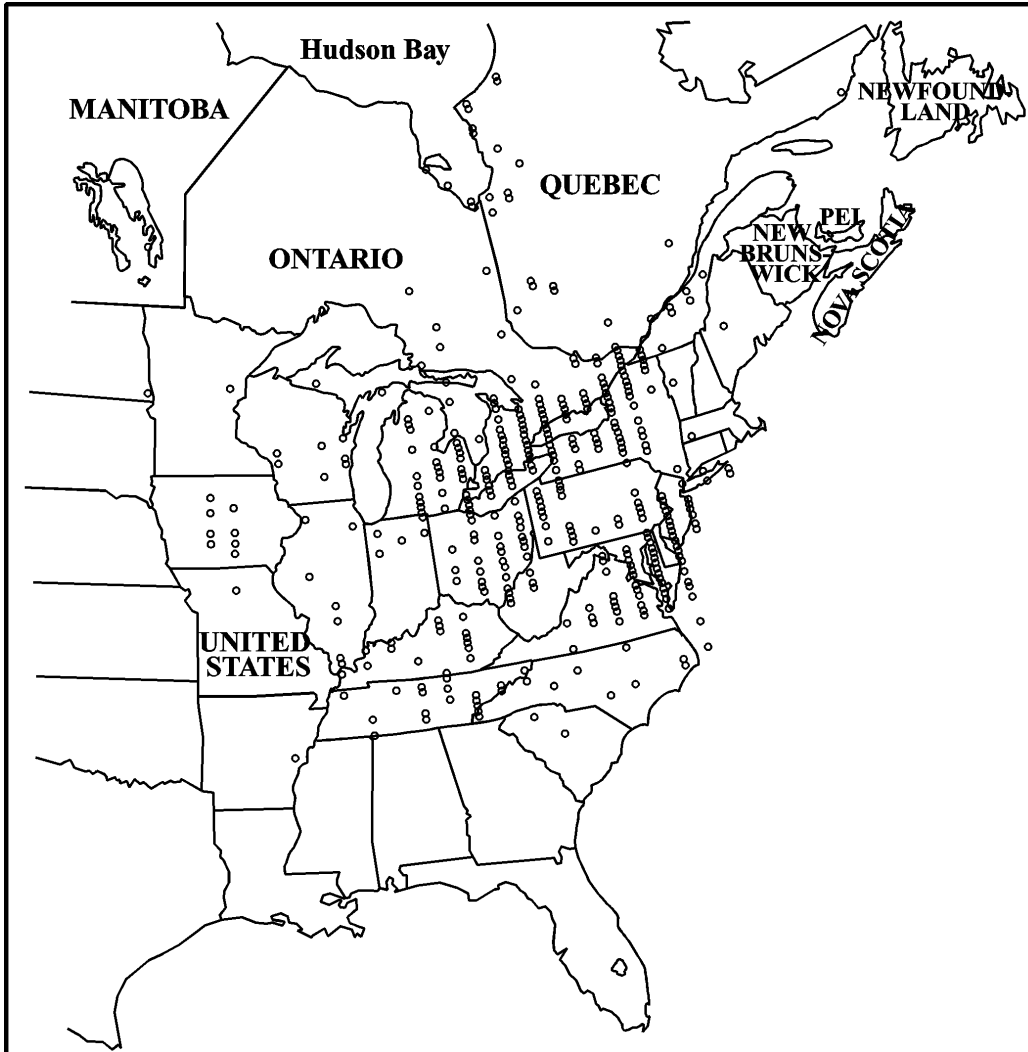 Hudson Bay
MANITOBA
NEWFOUND
LAND
QUEBEC
PEI
NEW
BRUNS-
WICK
NOVA SCOTIA
ONTARIO
UNITED
STATES